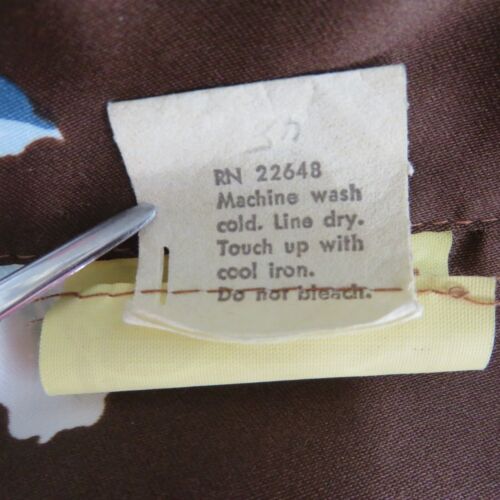 RN 22648
Machine wash
cold. Line dry.
Touch up with
cool iron.
Do not bleach.